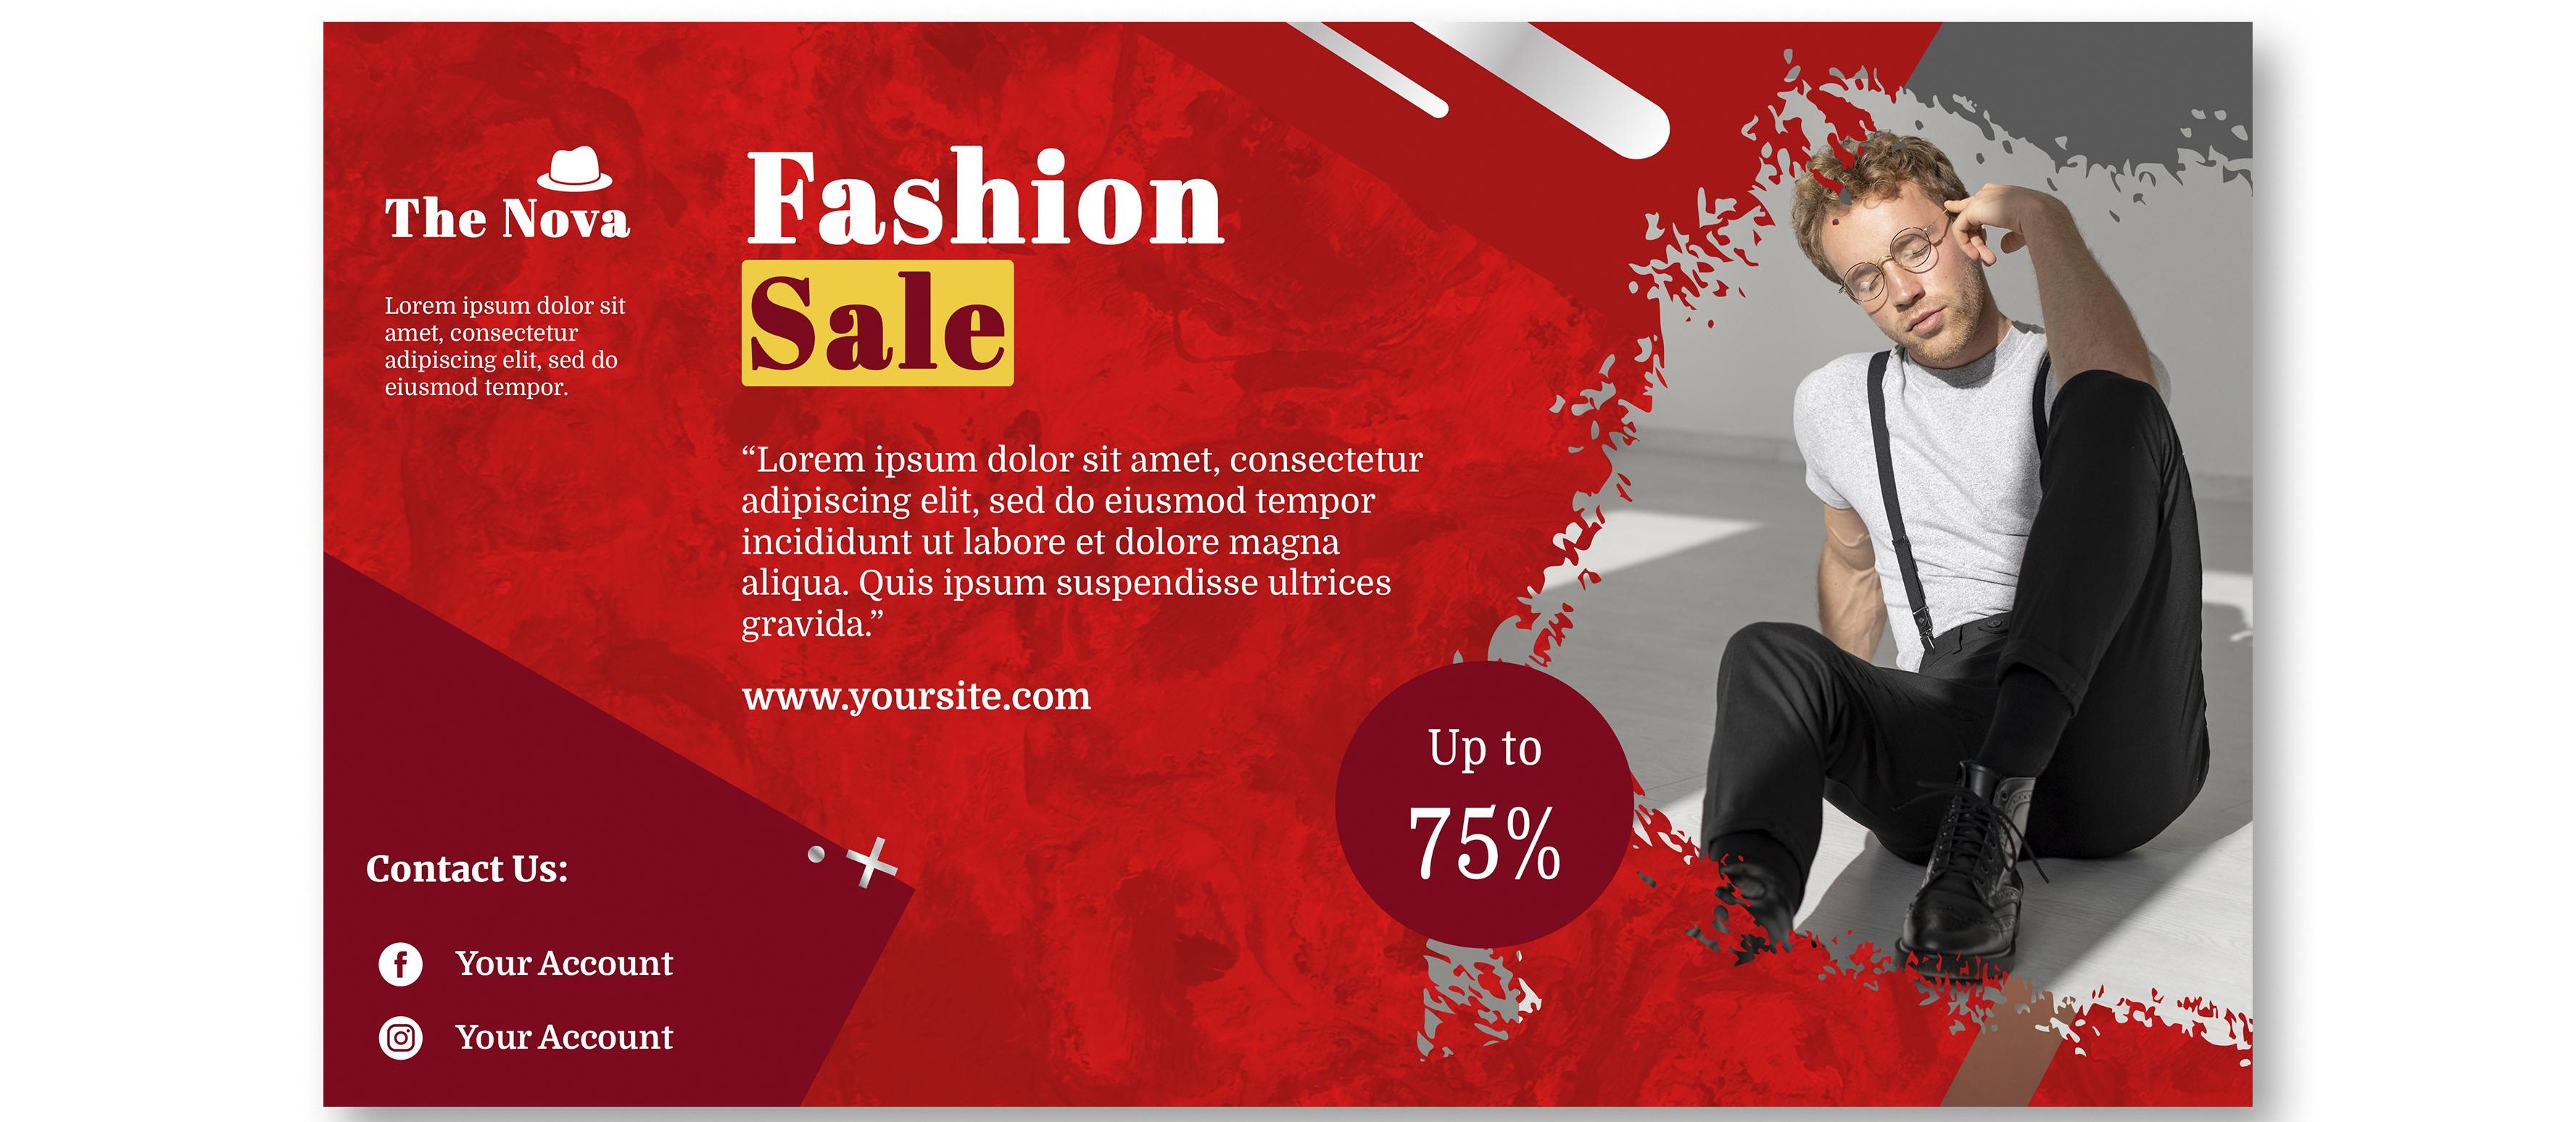 The Nova
Lorem ipsum dolor sit
amet, consectetur
adipiscing elit, sed do
eiusmod tempor.
Fashion
Sale
“Lorem ipsum dolor sit amet, consectetur
adipiscing elit, sed do eiusmod tempor
incididunt ut labore et dolore magna
aliqua. Quis ipsum suspendisse ultrices
gravida.”
www.yoursite.com
Up to
75%
Contact Us:
Your Account
Your Account